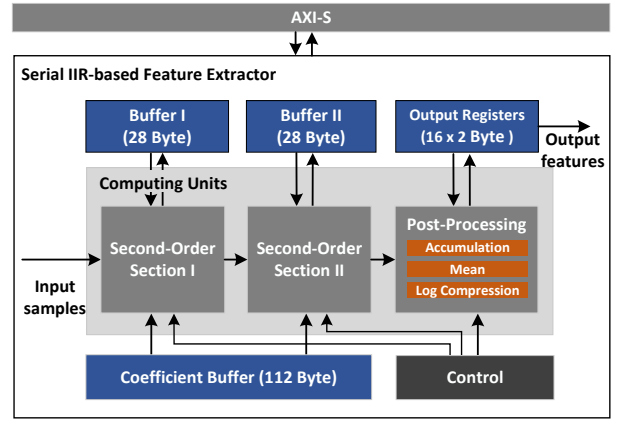 AXI-S
Serial IIR-based Feature Extractor
Buffer I
(28 Byte)
Buffer II
(28 Byte)
Output Registers
(16 x 2 Byte )
Output
features
Computing Units
Second-Order
Section I
Second-Order
Section II
Post-Processing
Accumulation
Mean
Log Compression
Input
samples
Coefficient Buffer (112 Byte)
Control